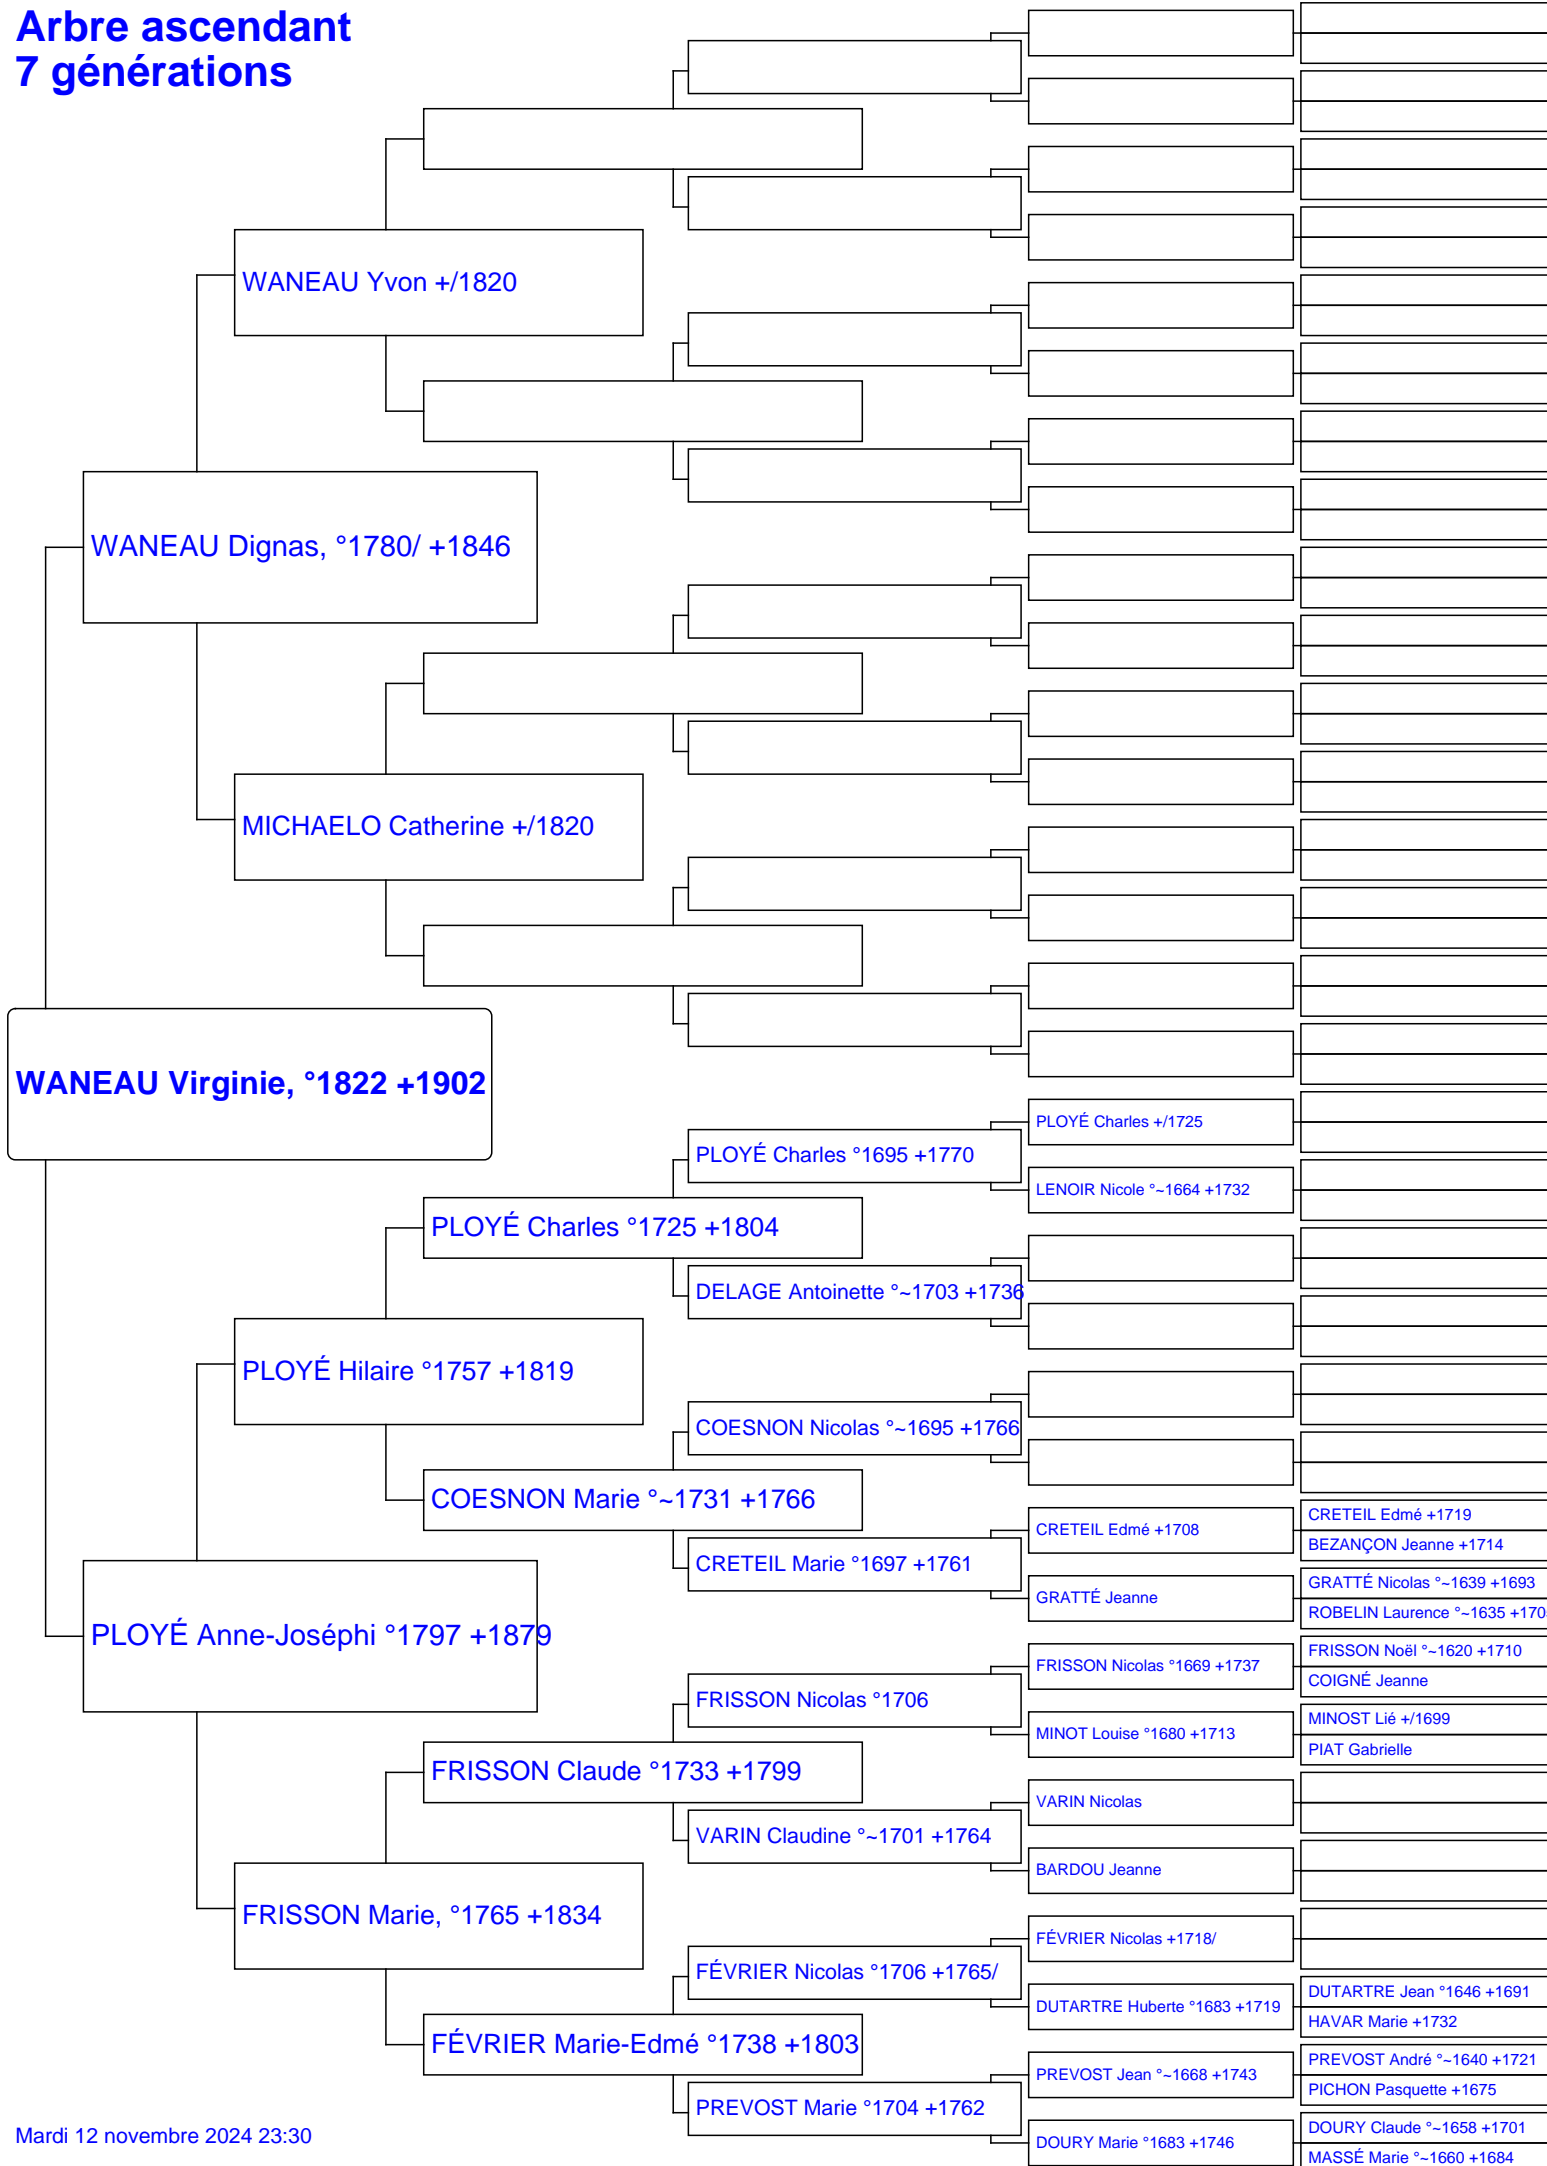 Arbre ascendant
7 générations
WANEAU Yvon +/1820
WANEAU Dignas, °1780/ +1846
MICHAELO Catherine +/1820
WANEAU Virginie, °1822 +1902
PLOYÉ Charles +/1725
PLOYÉ Charles °1695 +1770
LENOIR Nicole °~1664 +1732
PLOYÉ Charles °1725 +1804
DELAGE Antoinette °~1703 +1736
PLOYÉ Hilaire °1757 +1819
COESNON Nicolas °~1695 +1766
COESNON Marie °~1731 +1766
CRETEIL Edmé +1719
CRETEIL Edmé +1708
BEZANÇON Jeanne +1714
CRETEIL Marie °1697 +1761
GRATTÉ Nicolas °~1639 +1693
GRATTÉ Jeanne
ROBELIN Laurence °~1635 +170
PLOYÉ Anne-Joséphi °1797 +1879
FRISSON Noël °~1620 +1710
FRISSON Nicolas °1669 +1737
COIGNÉ Jeanne
FRISSON Nicolas °1706
MINOST Lié +/1699
MINOT Louise °1680 +1713
PIAT Gabrielle
FRISSON Claude °1733 +1799
VARIN Nicolas
VARIN Claudine °~1701 +1764
BARDOU Jeanne
FRISSON Marie, °1765 +1834
FÉVRIER Nicolas +1718/
FÉVRIER Nicolas °1706 +1765/
DUTARTRE Jean °1646 +1691
DUTARTRE Huberte °1683 +1719
HAVAR Marie +1732
FÉVRIER Marie-Edmé °1738 +1803
PREVOST André °~1640 +1721
PREVOST Jean °~1668 +1743
PICHON Pasquette +1675
PREVOST Marie °1704 +1762
DOURY Claude °~1658 +1701
DOURY Marie °1683 +1746
MASSÉ Marie °~1660 +1684
Mardi 12 novembre 2024 23:30